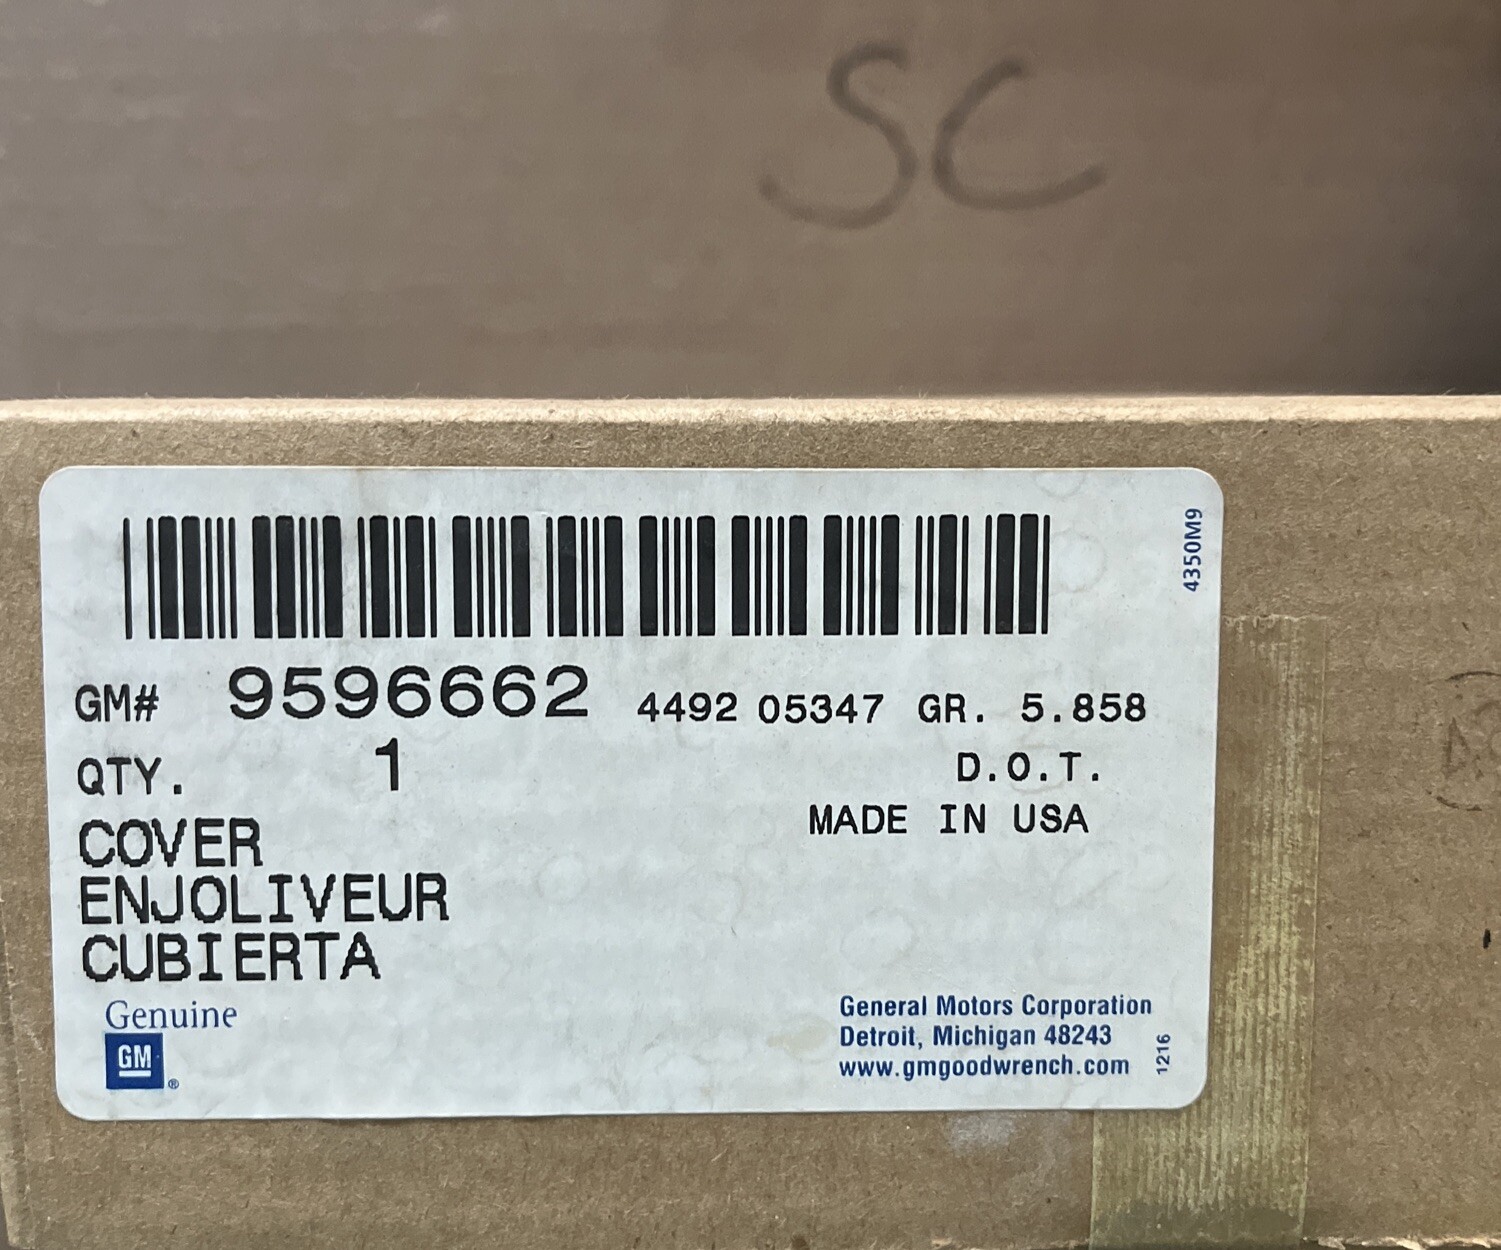 SC
4350M9
GM# 9596662 4492 05347 GR. 5.858
QTY. 1 D.O.T.
MADE IN USA
COVER
ENJOLIVEUR
CUBIERTA
Genuine
GM®
General Motors Corporation
Detroit, Michigan 48243
www.gmgoodwrench.com
1216